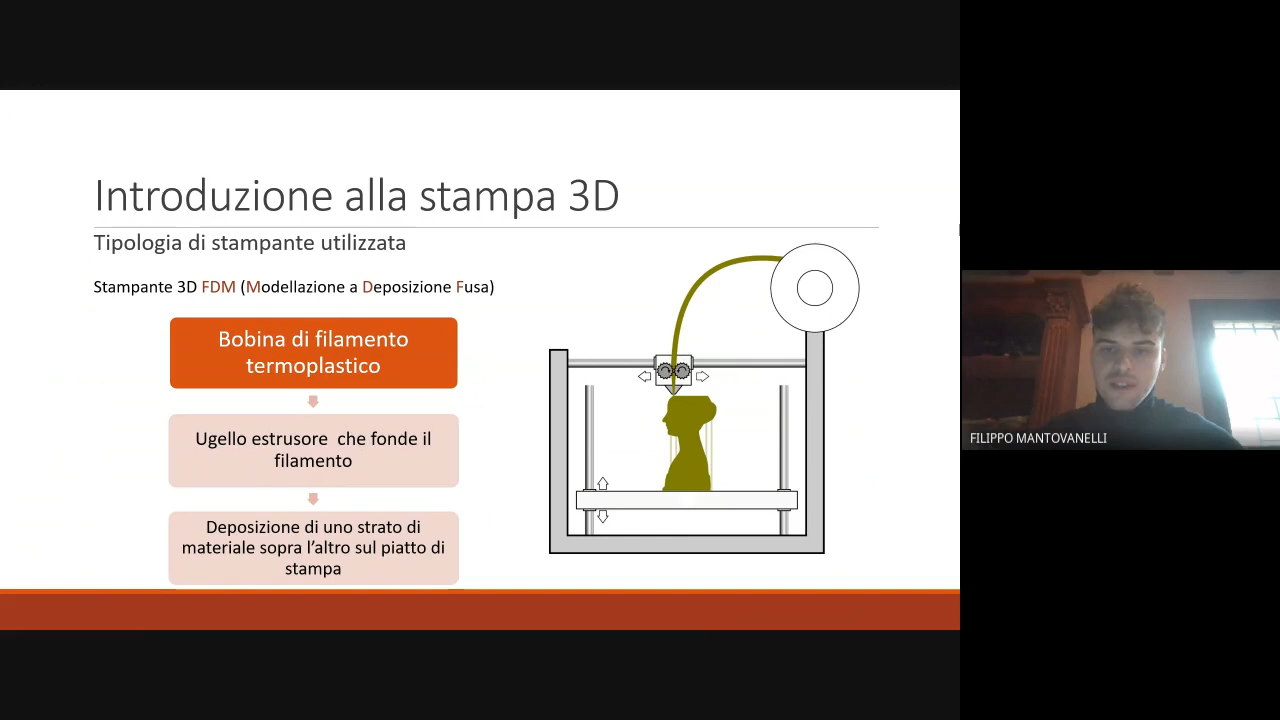 Introduzione alla stampa 3D
Tipologia di stampante utilizzata
Stampante 3D FDM (Modellazione a Deposizione Fusa)
Bobina di filamento
termoplastico
Ugello estrusore  che fonde il
filamento
Deposizione di uno strato di
materiale sopra l'altro sul piatto di
stampa
FILIPPO MANTOVANELLI